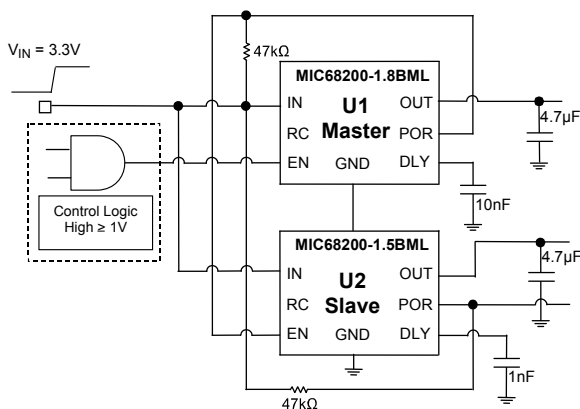 V_IN = 3.3V
47kΩ
MIC68200-1.8BML
IN
U1
OUT
RC
Master
POR
EN
GND
DLY
4.7µF
10nF
Control Logic
High ≥ 1V
MIC68200-1.5BML
IN
U2
OUT
RC
Slave
POR
EN
GND
DLY
4.7µF
1nF
47kΩ